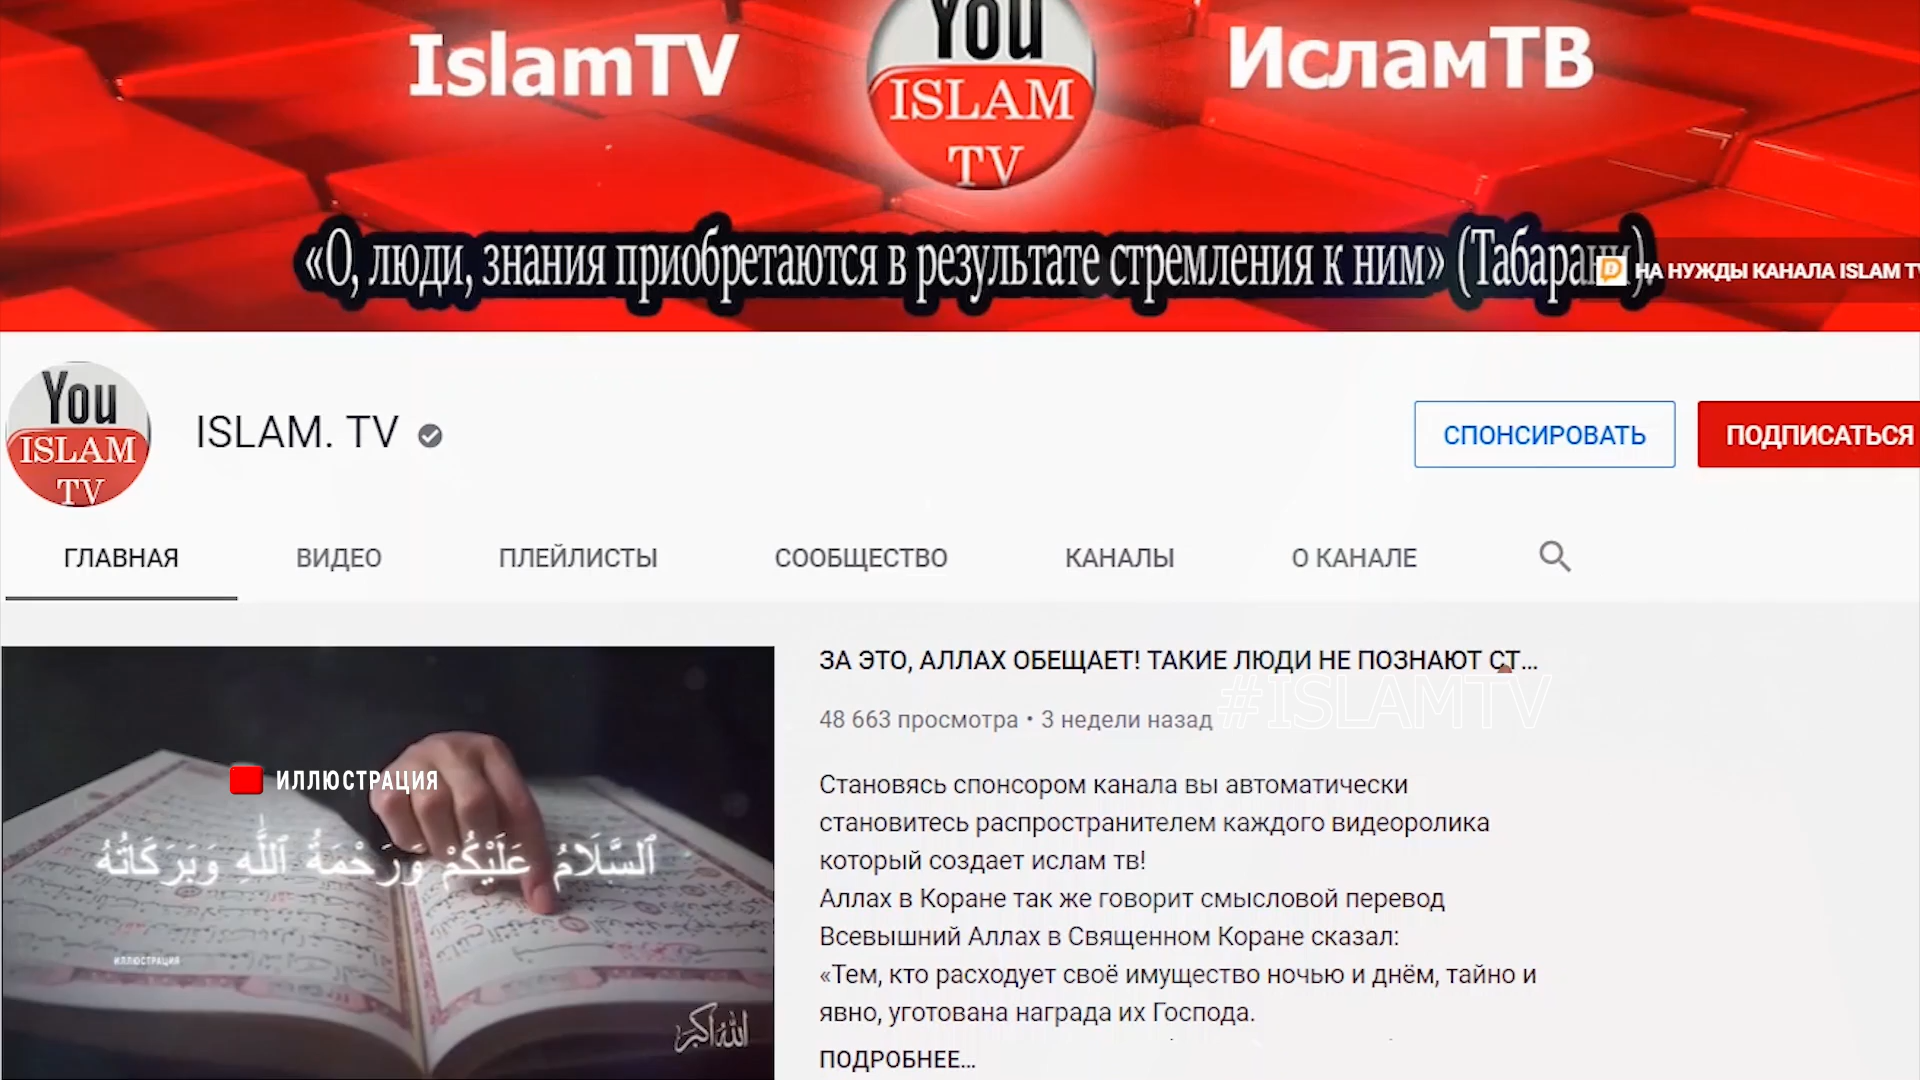 IslamTV
You
ISLAM
TV
ИсламТВ
«О, люди, знания приобретаются в результате стремления к ним» (Табарани).
НА НУЖДЫ КАНАЛА ISLAM TV
You
ISLAM
TV
ISLAM. TV
СПОНСИРОВАТЬ
ПОДПИСАТЬСЯ
ГЛАВНАЯ
ВИДЕО
ПЛЕЙЛИСТЫ
СООБЩЕСТВО
КАНАЛЫ
О КАНАЛЕ
ИЛЛЮСТРАЦИЯ
ٱلسَّلَامُ عَلَيْكُمْ وَرَحْمَةُ ٱللَّٰهِ وَبَرَكَاتُهُ
ИЛЛЮСТРАЦИЯ
الله اكبر
ЗА ЭТО, АЛЛАХ ОБЕЩАЕТ! ТАКИЕ ЛЮДИ НЕ ПОЗНАЮТ СТ...
#ISLAMTV
48 663 просмотра • 3 недели назад
Становясь спонсором канала вы автоматически
становитесь распространителем каждого видеоролика
который создает ислам тв!
Аллах в Коране так же говорит смысловой перевод
Всевышний Аллах в Священном Коране сказал:
«Тем, кто расходует своё имущество ночью и днём, тайно и
явно, уготована награда их Господа.
ПОДРОБНЕЕ...